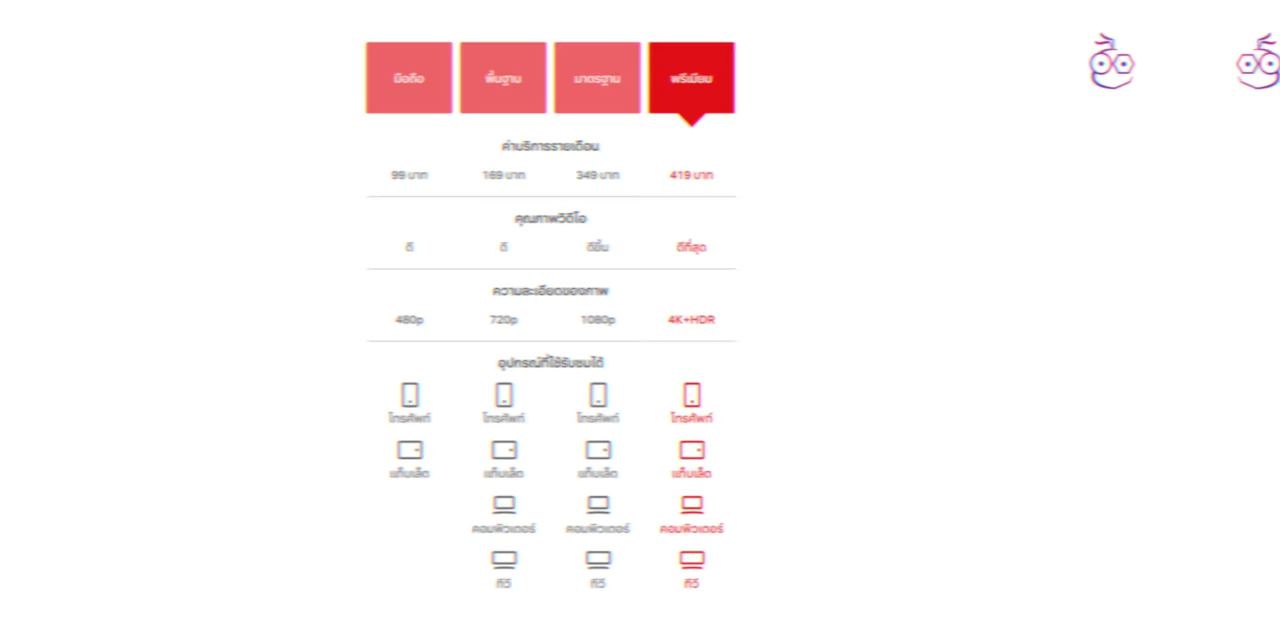 มือถือ พื้นฐาน มาตรฐาน พรีเมียม
ค่าบริการรายเดือน
99 บาท 169 บาท 349 บาท 419 บาท
คุณภาพวิดีโอ
ดี ดี ดีขึ้น ดีที่สุด
ความละเอียดของภาพ
480p 720p 1080p 4K+HDR
อุปกรณ์ที่ใช้รับชมได้
โทรศัพท์ โทรศัพท์ โทรศัพท์ โทรศัพท์
แท็บเล็ต แท็บเล็ต แท็บเล็ต แท็บเล็ต
คอมพิวเตอร์ คอมพิวเตอร์ คอมพิวเตอร์
ทีวี ทีวี ทีวี